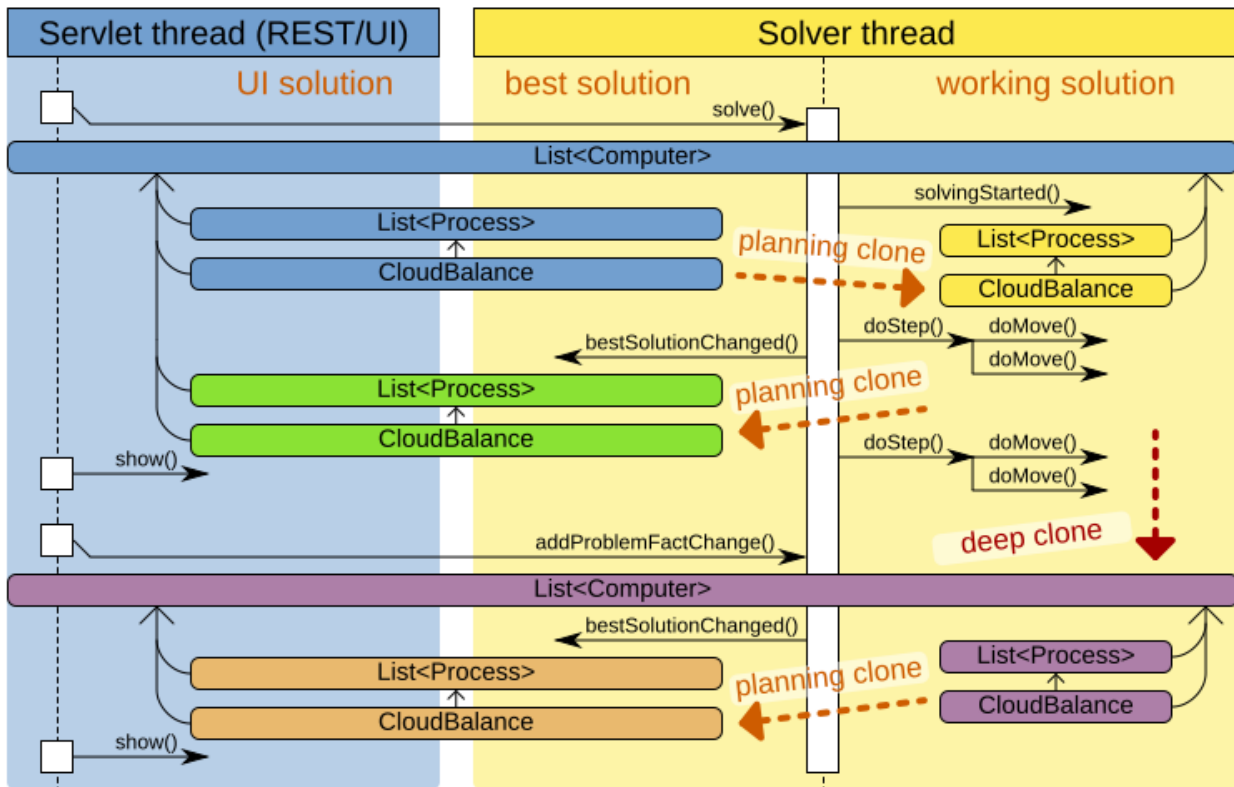 Servlet thread (REST/UI)
Solver thread
UI solution
best solution
working solution
solve()
List<Computer>
solvingStarted()
List<Process>
planning clone
List<Process>
CloudBalance
CloudBalance
doStep()
doMove()
bestSolutionChanged()
doMove()
List<Process>
planning clone
CloudBalance
doStep()
doMove()
show()
doMove()
deep clone
addProblemFactChange()
List<Computer>
bestSolutionChanged()
List<Process>
List<Process>
planning clone
CloudBalance
CloudBalance
show()